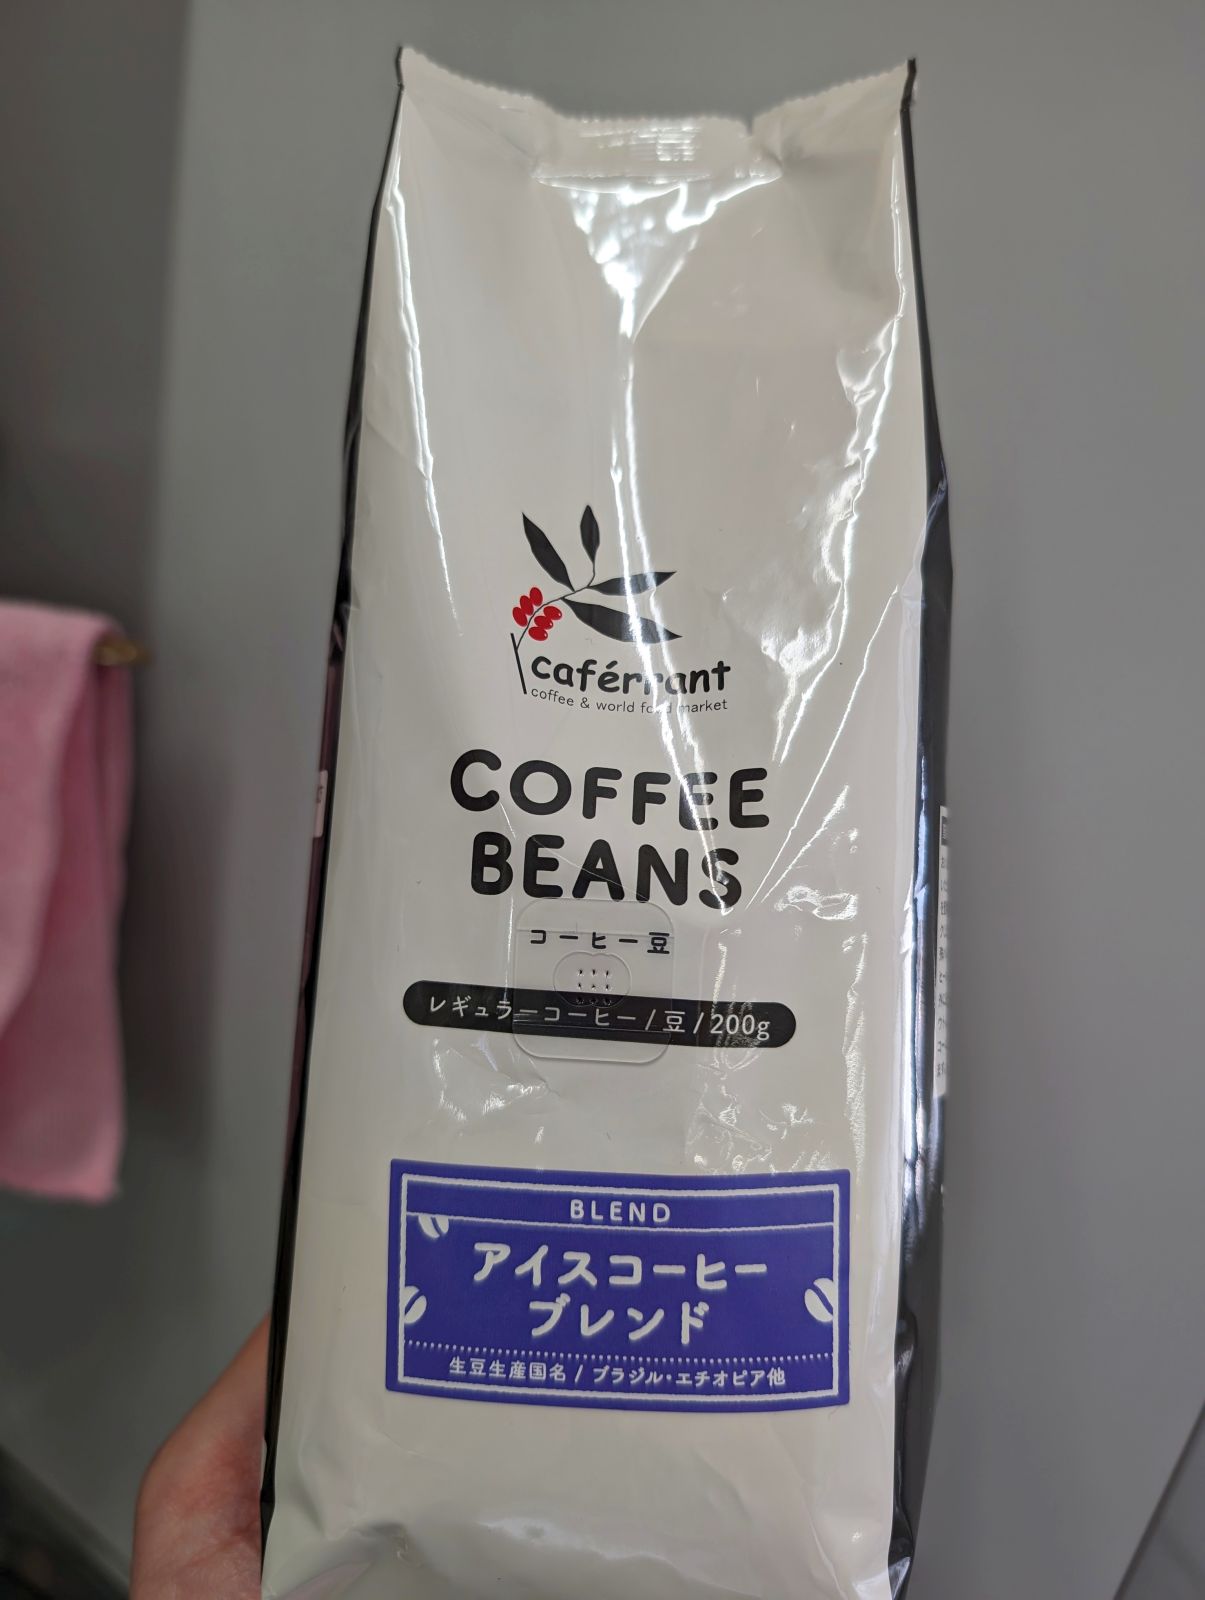 caférrant
coffee & world food market
COFFEE
BEANS
コーヒー豆
レギュラーコーヒー / 豆 / 200g
BLEND
アイスコーヒー
ブレンド
生豆生産国名 / ブラジル・エチオピア他